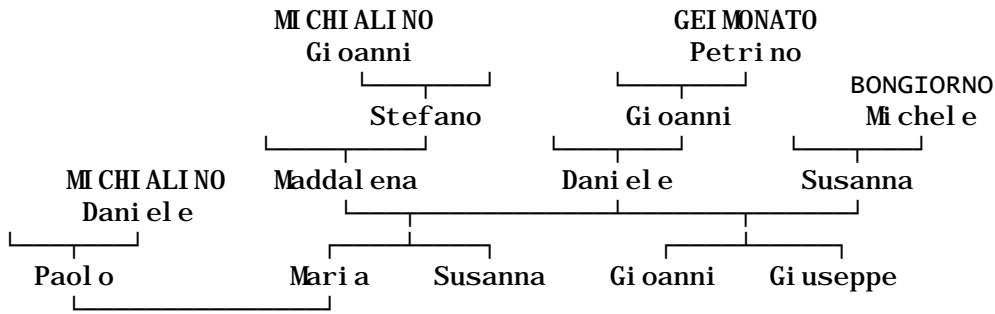 MICHIALINO GEIMONATO
Gioanni Petrino
BONGIORNO
Stefano Gioanni Michele
MICHIALINO Maddalena Daniele Susanna
Daniele
Paolo Maria Susanna Gioanni Giuseppe